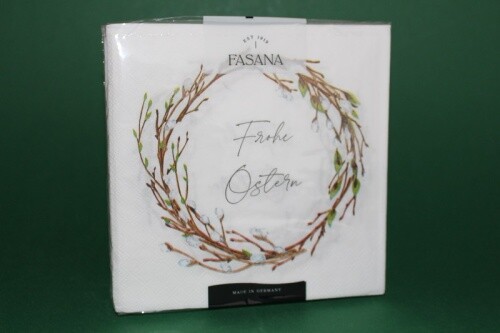 EST 1919
FASANA
Frohe
Ostern
MADE IN GERMANY